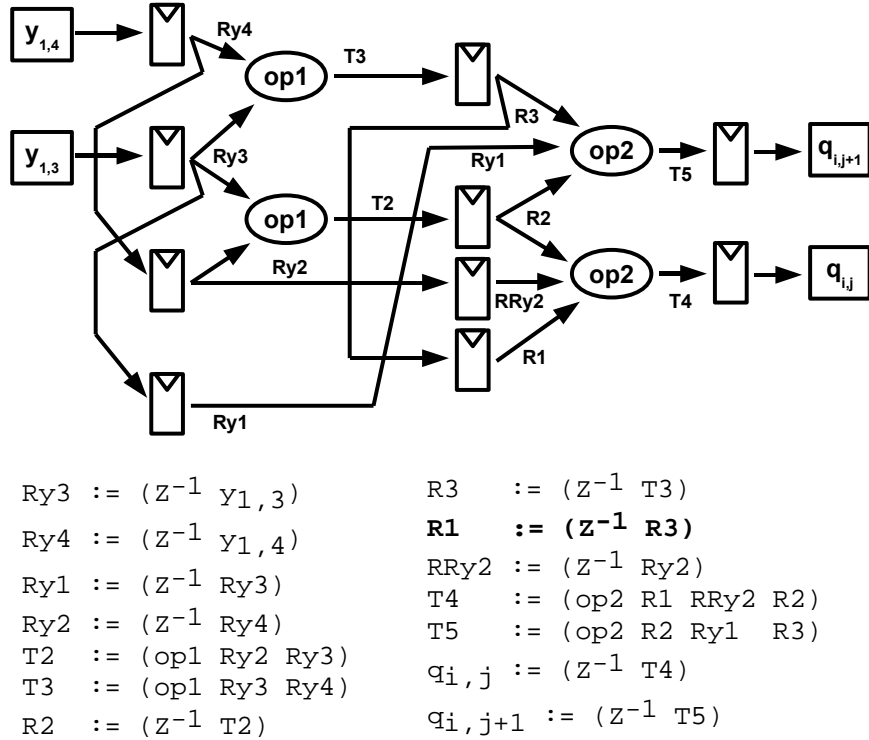 y1,4
Ry4
op1
T3
R3
y1,3
Ry3
Ry1
op2
T5
qi,j+1
op1
T2
R2
Ry2
RRy2
op2
T4
qi,j
R1
Ry1
Ry3 := (Z-1 y1,3)
Ry4 := (Z-1 y1,4)
Ry1 := (Z-1 Ry3)
Ry2 := (Z-1 Ry4)
T2 := (op1 Ry2 Ry3)
T3 := (op1 Ry3 Ry4)
R2 := (Z-1 T2)
R3 := (Z-1 T3)
R1 := (Z-1 R3)
RRy2 := (Z-1 Ry2)
T4 := (op2 R1 RRy2 R2)
T5 := (op2 R2 Ry1 R3)
qi,j := (Z-1 T4)
qi,j+1 := (Z-1 T5)